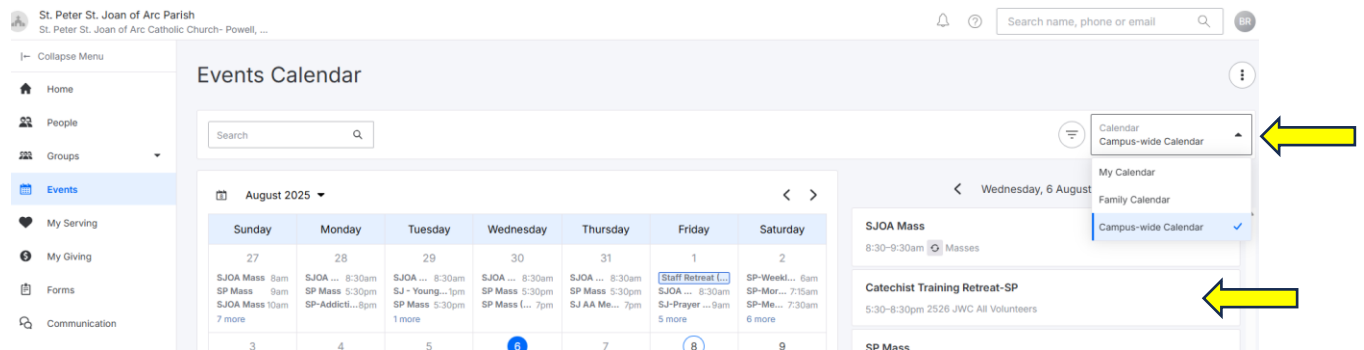 St. Peter St. Joan of Arc Parish
St. Peter St. Joan of Arc Catholic Church- Powell, ...
Search name, phone or email
BR
Collapse Menu
Home
People
Groups
Events
My Serving
My Giving
Forms
Communication
Events Calendar
Search
Calendar
Campus-wide Calendar
My Calendar
Family Calendar
Campus-wide Calendar
August 2025
Sunday Monday Tuesday Wednesday Thursday Friday Saturday
27 28 29 30 31 1 2
SJOA Mass 8am SJOA ... 8:30am SJOA ... 8:30am SJOA ... 8:30am SJOA ... 8:30am Staff Retreat (... SP-Weekl... 6am
SP Mass 9am SP Mass 5:30pm SJ - Young...1pm SP Mass 5:30pm SP Mass 5:30pm SJOA ... 8:30am SP-Mor... 7:15am
SJOA Mass 10am SP-Addicti...8pm SP Mass 5:30pm SP Mass (... 7pm SJ AA Me... 7pm SJ-Prayer ... 9am SP-Me... 7:30am
7 more 1 more 5 more 6 more
3 4 5 6 7 8 9
Wednesday, 6 August
SJOA Mass
8:30–9:30am Masses
Catechist Training Retreat-SP
5:30-8:30pm 2526 JWC All Volunteers
SP Mass